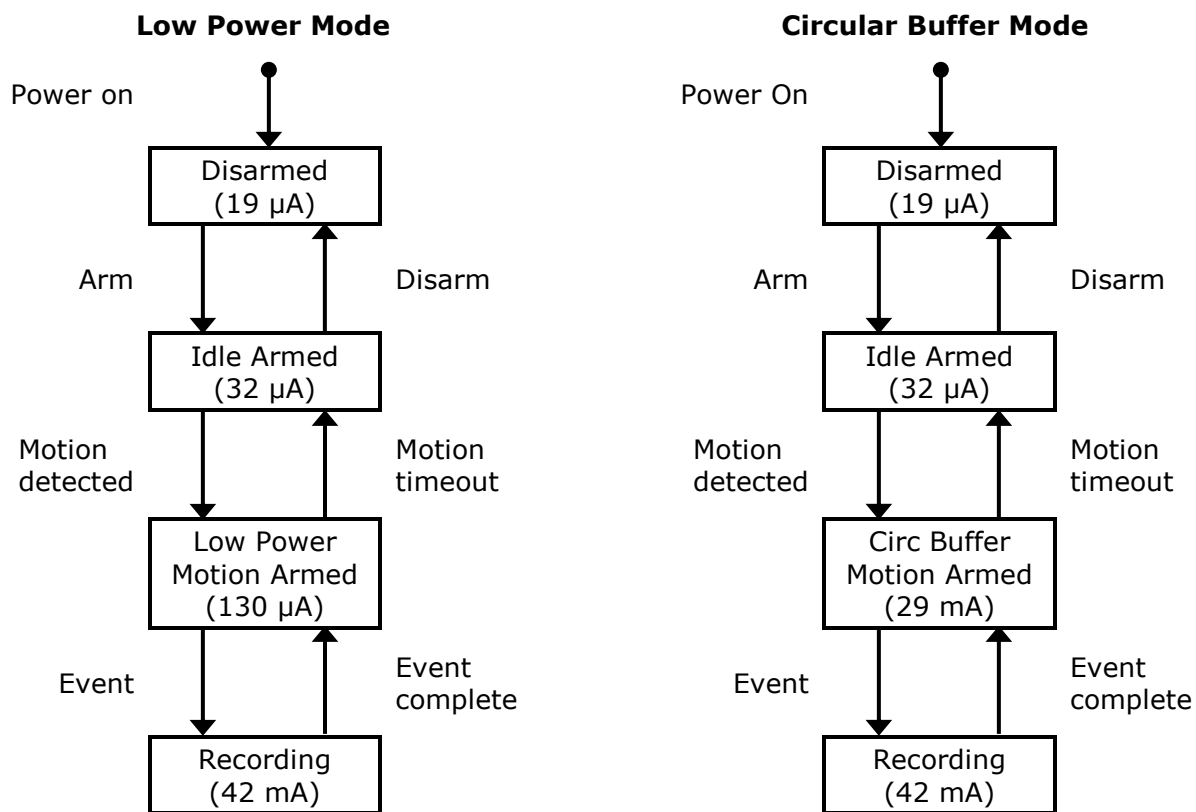 Low Power Mode
Power on
Disarmed
(19 µA)
Arm
Disarm
Idle Armed
(32 µA)
Motion
detected
Motion
timeout
Low Power
Motion Armed
(130 µA)
Event
Event
complete
Recording
(42 mA)
Circular Buffer Mode
Power On
Disarmed
(19 µA)
Arm
Disarm
Idle Armed
(32 µA)
Motion
detected
Motion
timeout
Circ Buffer
Motion Armed
(29 mA)
Event
Event
complete
Recording
(42 mA)